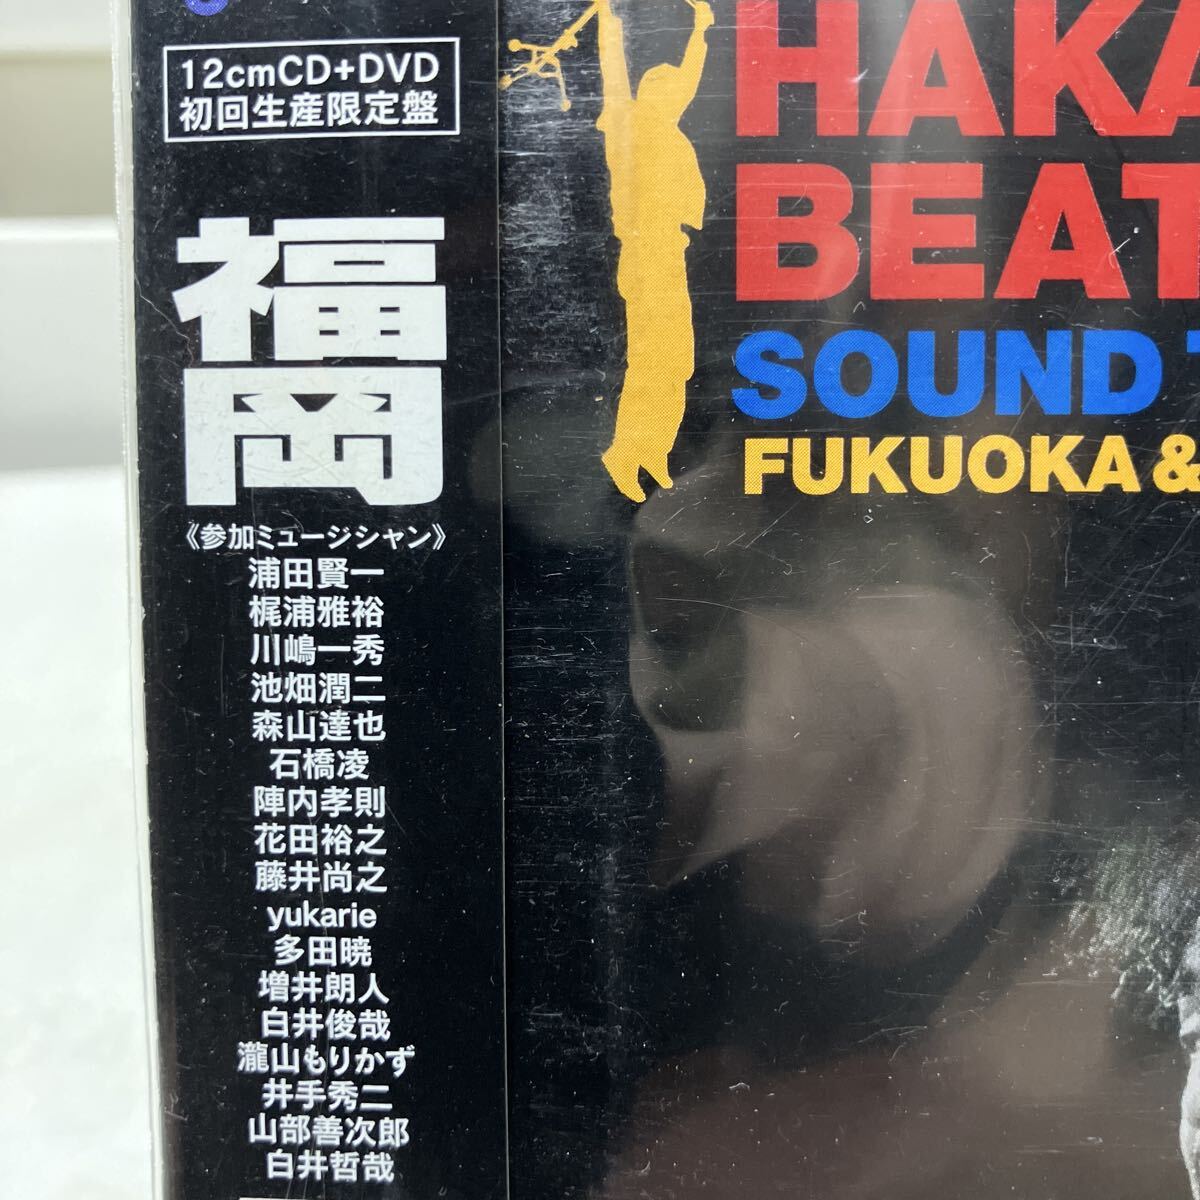 12cmCD+DVD
初回生産限定盤
福岡
《参加ミュージシャン》
浦田賢一
梶浦雅裕
川嶋一秀
池畑潤二
森山達也
石橋凌
陣内孝則
花田裕之
藤井尚之
yukarie
多田暁
増井朗人
白井俊哉
瀧山もりかず
井手秀二
山部善次郎
白井哲哉
HAKA
BEAT
SOUND
FUKUOKA &